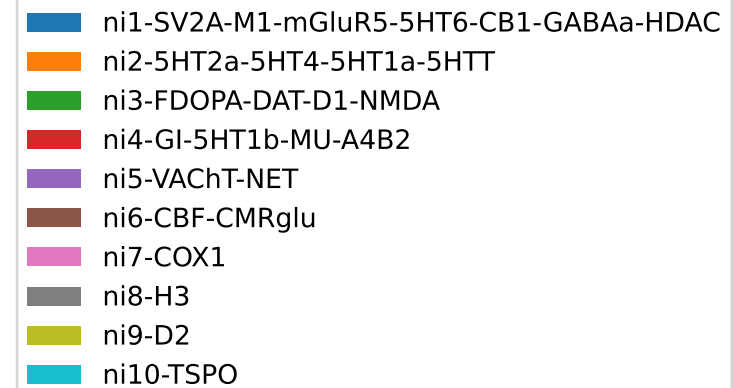 ni1-SV2A-M1-mGluR5-5HT6-CB1-GABAa-HDAC
ni2-5HT2a-5HT4-5HT1a-5HTT
ni3-FDOPA-DAT-D1-NMDA
ni4-GI-5HT1b-MU-A4B2
ni5-VAChT-NET
ni6-CBF-CMRglu
ni7-COX1
ni8-H3
ni9-D2
ni10-TSPO